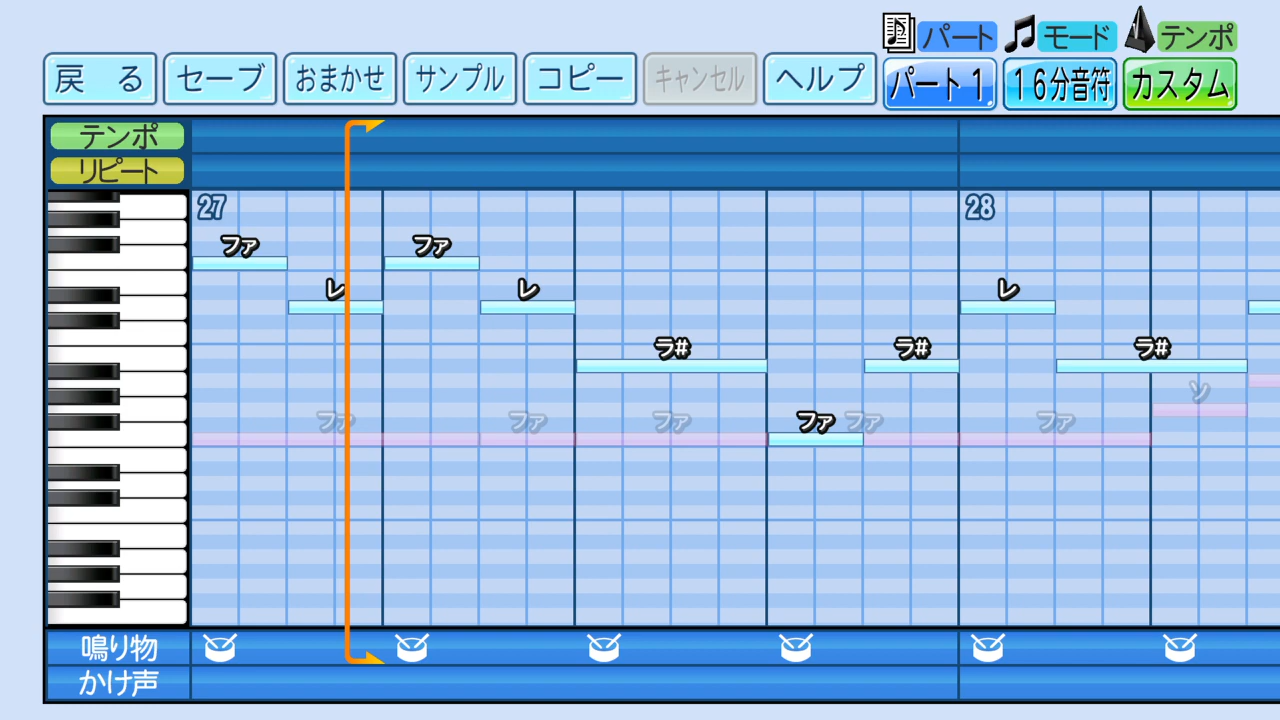 パート モード テンポ
戻る セーブ おまかせ サンプル コピー キャンセル ヘルプ パート1 16分音符 カスタム
テンポ
リピート
27 28
ファ ファ
レ レ レ
ラ# ラ# ラ#
ソ
ファ ファ ファ ファ ファ ファ
鳴り物
かけ声